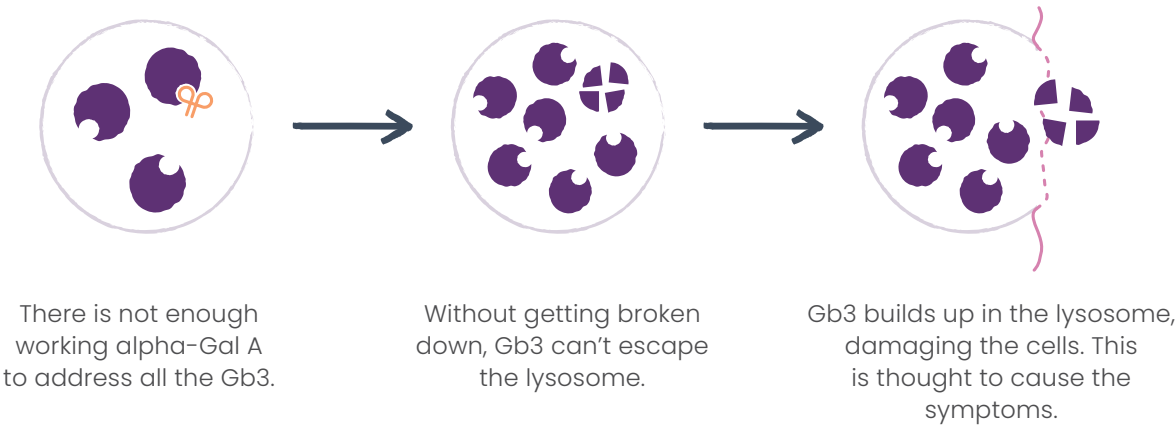 There is not enough
working alpha-Gal A
to address all the Gb3.
Without getting broken
down, Gb3 can’t escape
the lysosome.
Gb3 builds up in the lysosome,
damaging the cells. This
is thought to cause the
symptoms.